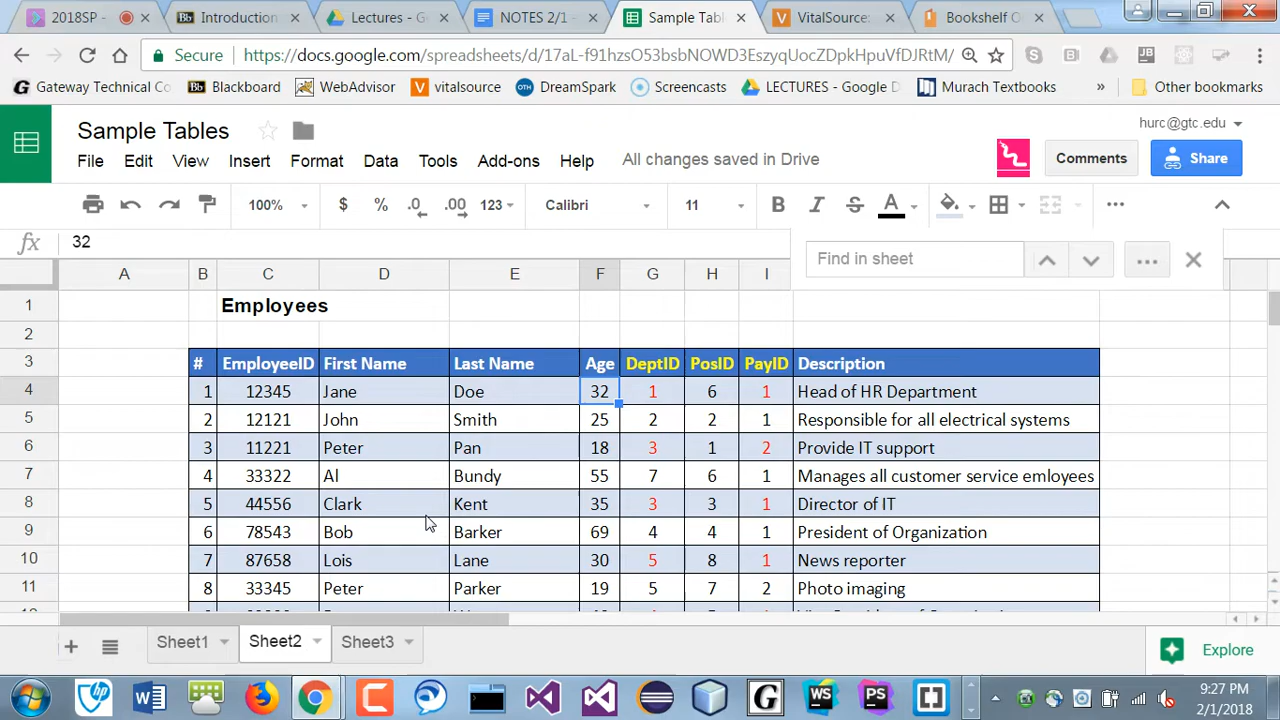 2018SP -
Bb Introduction
Lectures - G
NOTES 2/1 -
Sample Tabl
VitalSource:
Bookshelf O
Secure
https://docs.google.com/spreadsheets/d/17aL-f91hzsO53bsbNOWD3EszyqUocZDpkHpuVfDJRtM/
G Gateway Technical Co
Bb Blackboard
WebAdvisor
vitalsource
DreamSpark
Screencasts
LECTURES - Google D
Murach Textbooks
»
Other bookmarks
Sample Tables
hurc@gtc.edu
File Edit View Insert Format Data Tools Add-ons Help
All changes saved in Drive
Comments
Share
100% $ % .0 .00 123 Calibri 11 B I S A
fx 32
Find in sheet
A B C D E F G H I
1 Employees
2
3 # EmployeeID First Name Last Name Age DeptID PosID PayID Description
4 1 12345 Jane Doe 32 1 6 1 Head of HR Department
5 2 12121 John Smith 25 2 2 1 Responsible for all electrical systems
6 3 11221 Peter Pan 18 3 1 2 Provide IT support
7 4 33322 Al Bundy 55 7 6 1 Manages all customer service emloyees
8 5 44556 Clark Kent 35 3 3 1 Director of IT
9 6 78543 Bob Barker 69 4 4 1 President of Organization
10 7 87658 Lois Lane 30 5 8 1 News reporter
11 8 33345 Peter Parker 19 5 7 2 Photo imaging
Sheet1
Sheet2
Sheet3
Explore
9:27 PM
2/1/2018